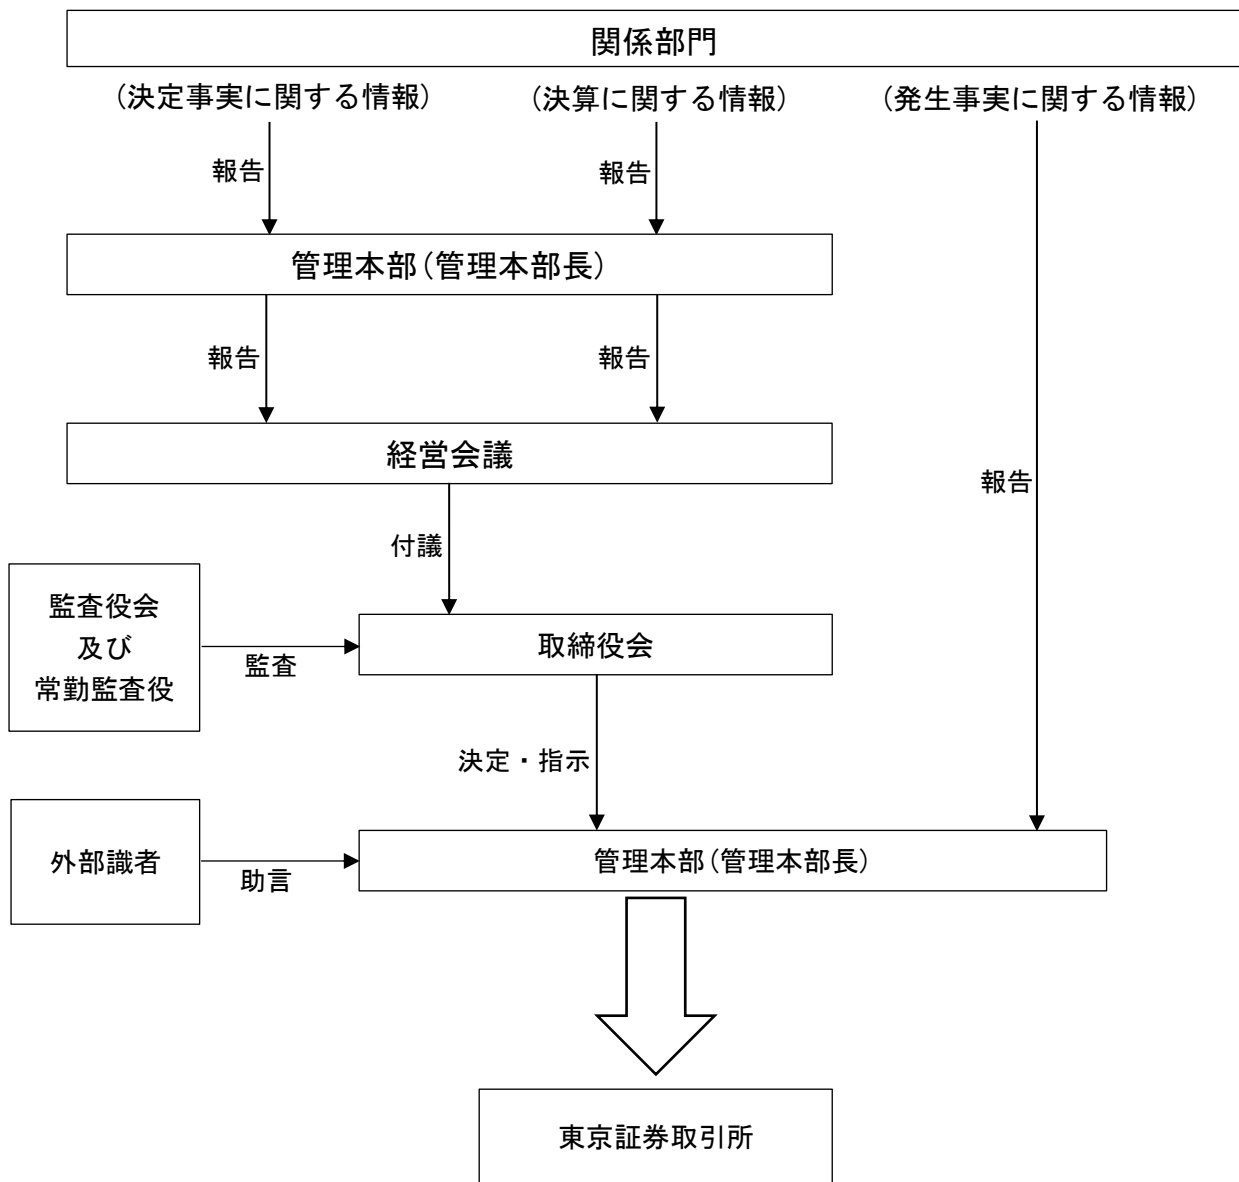 関係部門
（決定事実に関する情報）
（決算に関する情報）
（発生事実に関する情報）
報告
報告
管理本部（管理本部長）
報告
報告
経営会議
報告
付議
監査役会
及び
常勤監査役
監査
取締役会
決定・指示
外部識者
助言
管理本部（管理本部長）
東京証券取引所